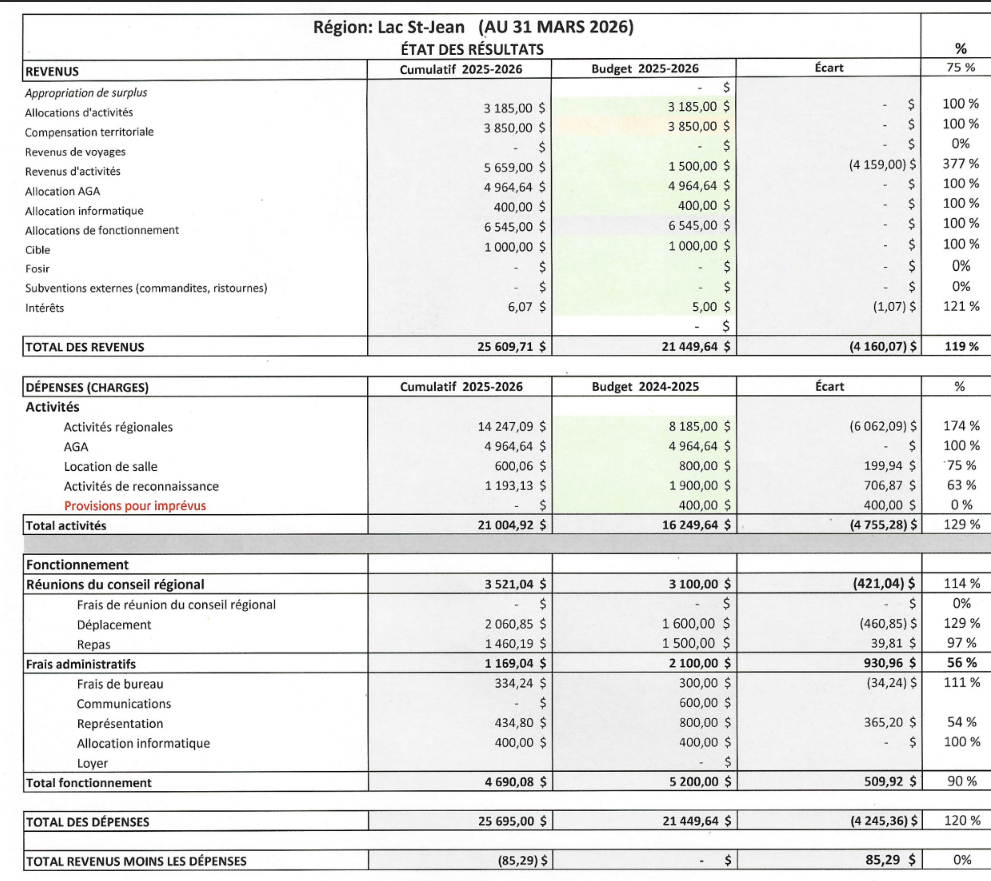 Région: Lac St-Jean (AU 31 MARS 2026)
ÉTAT DES RÉSULTATS %
REVENUS Cumulatif 2025-2026 Budget 2025-2026 Écart 75 %
Appropriation de surplus - $
Allocations d'activités 3 185,00 $ 3 185,00 $ - $ 100 %
Compensation territoriale 3 850,00 $ 3 850,00 $ - $ 100 %
Revenus de voyages - $ - $ - $ 0%
Revenus d'activités 5 659,00 $ 1 500,00 $ (4 159,00) $ 377 %
Allocation AGA 4 964,64 $ 4 964,64 $ - $ 100 %
Allocation informatique 400,00 $ 400,00 $ - $ 100 %
Allocations de fonctionnement 6 545,00 $ 6 545,00 $ - $ 100 %
Cible 1 000,00 $ 1 000,00 $ - $ 100 %
Fosir - $ - $ - $ 0%
Subventions externes (commandites, ristournes) - $ - $ - $ 0%
Intérêts 6,07 $ 5,00 $ (1,07) $ 121 %
- $
TOTAL DES REVENUS 25 609,71 $ 21 449,64 $ (4 160,07) $ 119 %
DÉPENSES (CHARGES) Cumulatif 2025-2026 Budget 2024-2025 Écart %
Activités
Activités régionales 14 247,09 $ 8 185,00 $ (6 062,09) $ 174 %
AGA 4 964,64 $ 4 964,64 $ - $ 100 %
Location de salle 600,06 $ 800,00 $ 199,94 $ 75 %
Activités de reconnaissance 1 193,13 $ 1 900,00 $ 706,87 $ 63 %
Provisions pour imprévus - $ 400,00 $ 400,00 $ 0 %
Total activités 21 004,92 $ 16 249,64 $ (4 755,28) $ 129 %
Fonctionnement
Réunions du conseil régional 3 521,04 $ 3 100,00 $ (421,04) $ 114 %
Frais de réunion du conseil régional - $ - $ - $ 0%
Déplacement 2 060,85 $ 1 600,00 $ (460,85) $ 129 %
Repas 1 460,19 $ 1 500,00 $ 39,81 $ 97 %
Frais administratifs 1 169,04 $ 2 100,00 $ 930,96 $ 56 %
Frais de bureau 334,24 $ 300,00 $ (34,24) $ 111 %
Communications - $ 600,00 $
Représentation 434,80 $ 800,00 $ 365,20 $ 54 %
Allocation informatique 400,00 $ 400,00 $ - $ 100 %
Loyer - $
Total fonctionnement 4 690,08 $ 5 200,00 $ 509,92 $ 90 %
TOTAL DES DÉPENSES 25 695,00 $ 21 449,64 $ (4 245,36) $ 120 %
TOTAL REVENUS MOINS LES DÉPENSES (85,29) $ - $ 85,29 $ 0%